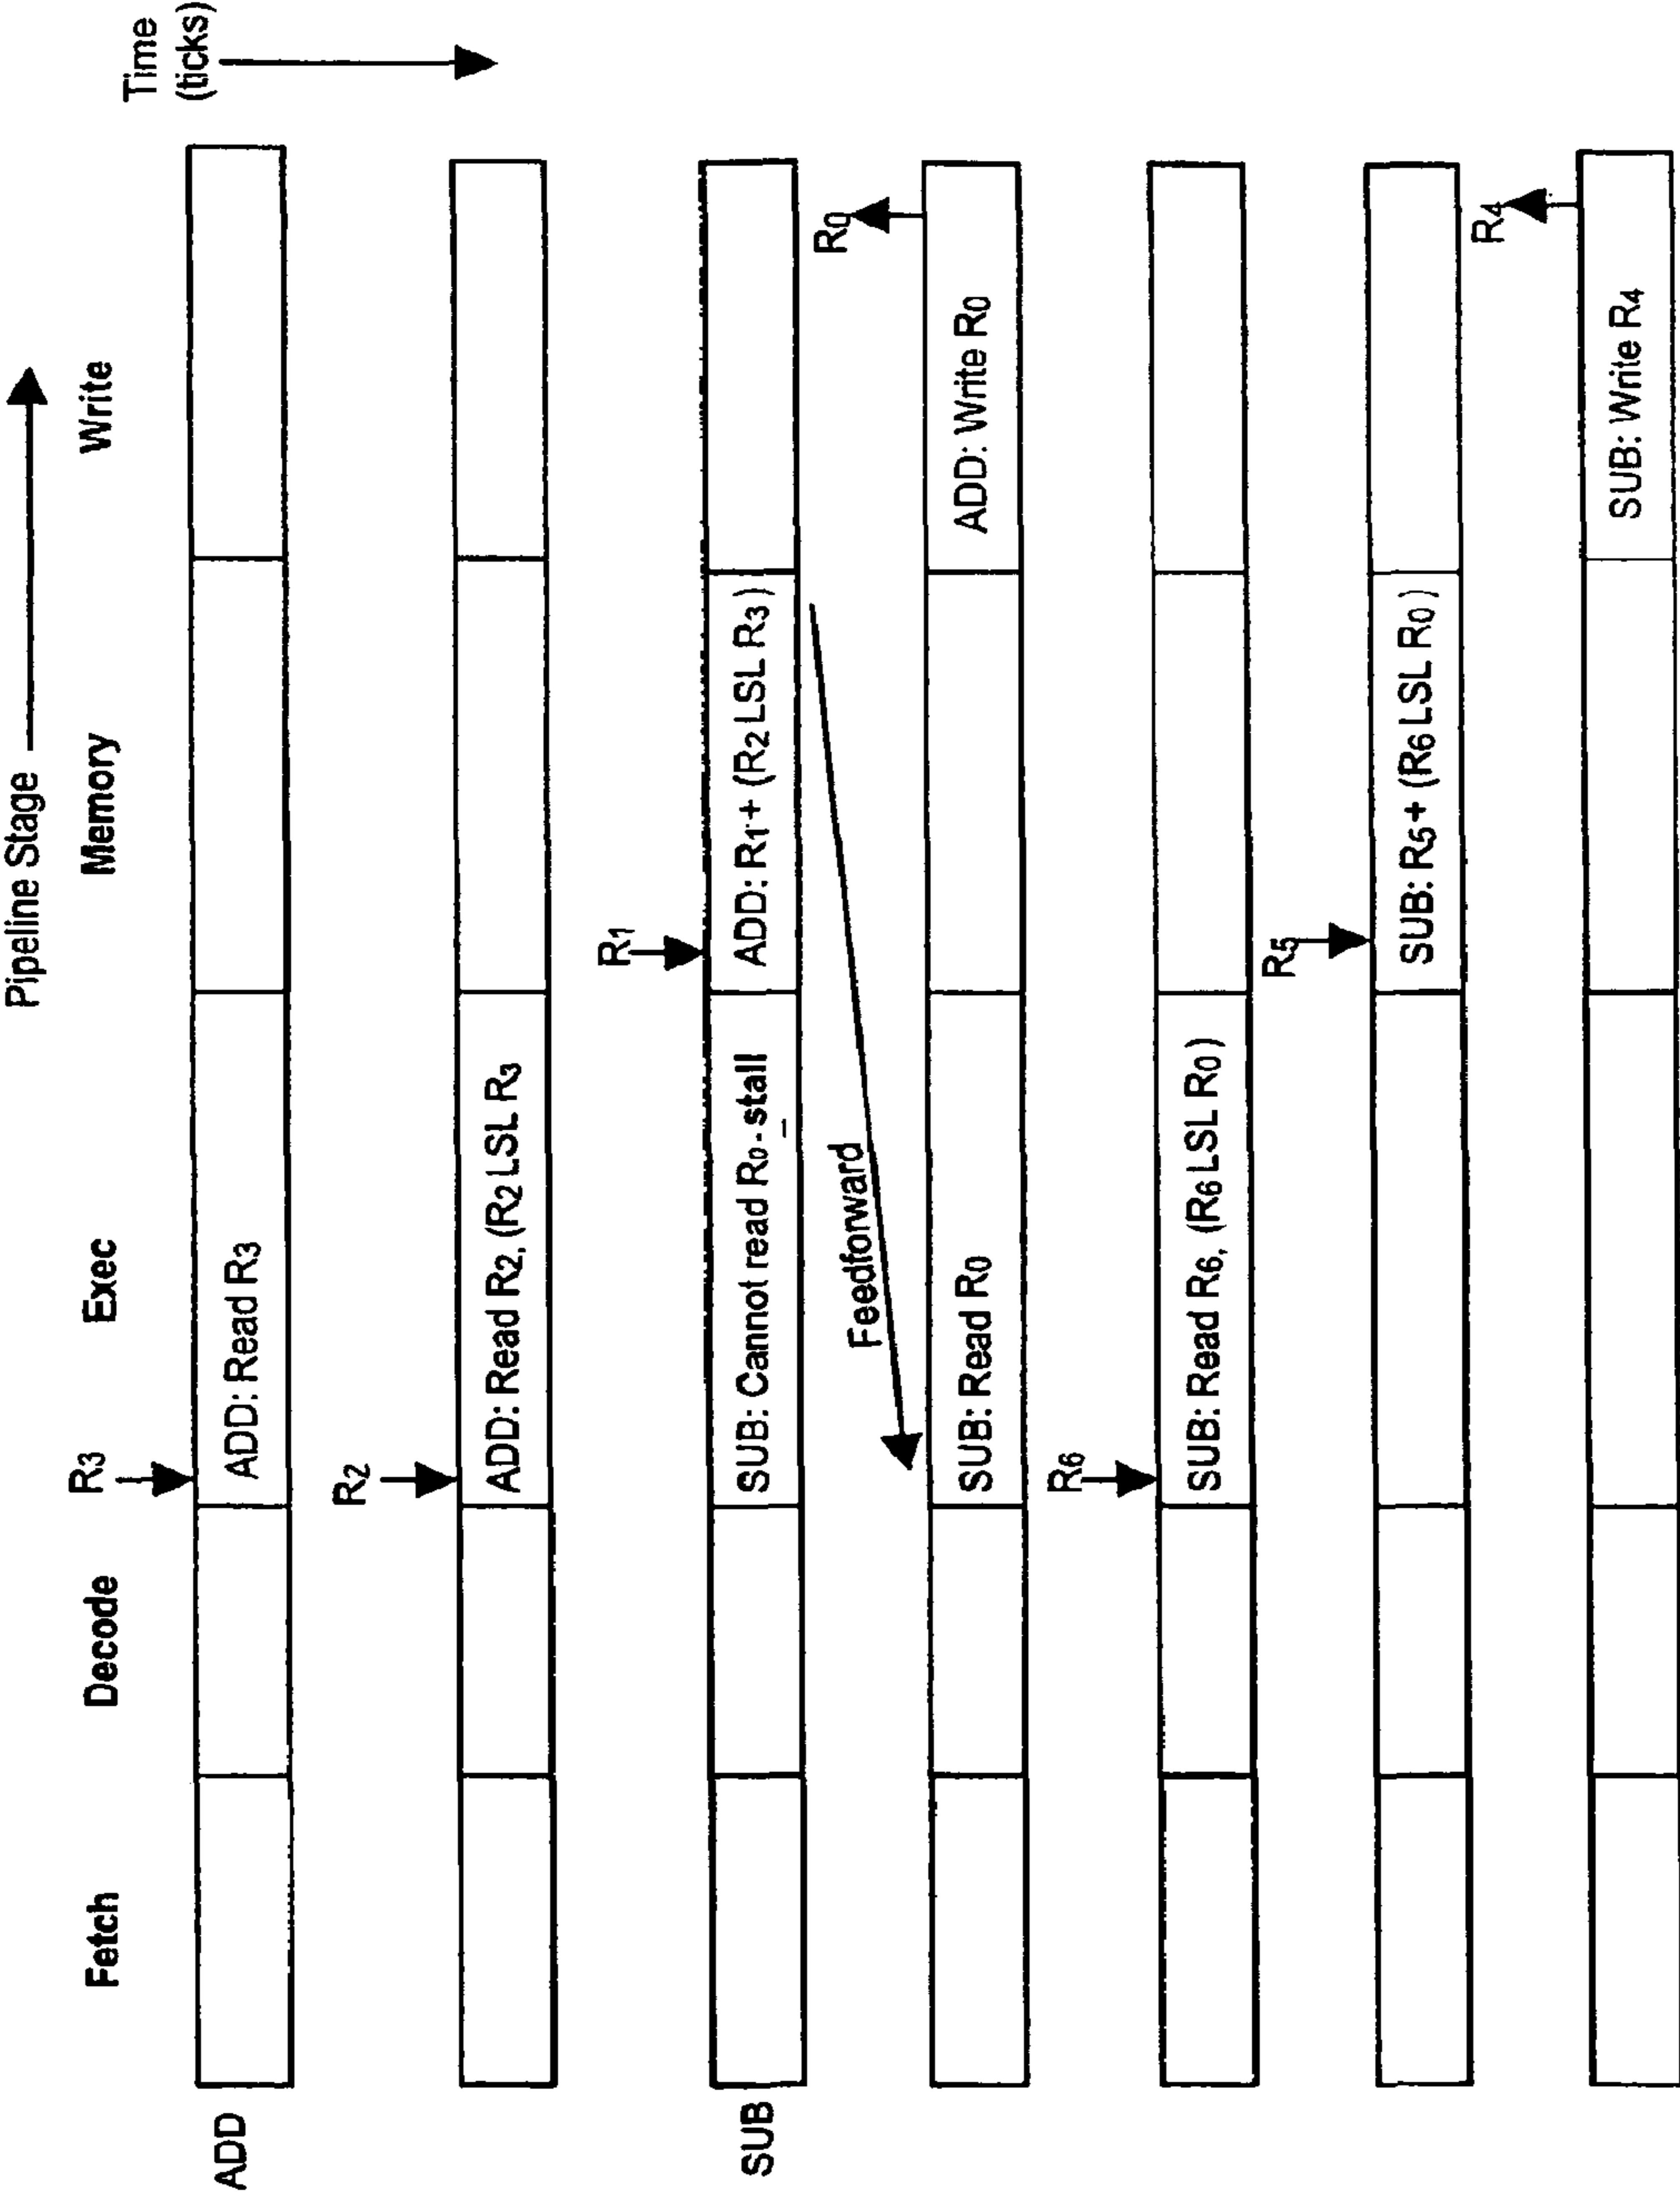 Pipeline Stage
Fetch
Decode
Exec
Memory
Write
Time
(ticks)
ADD
R3
ADD: Read R3
R2
ADD: Read R2, (R2 LSL R3
SUB
R1
SUB: Cannot read R0 - stall
ADD: R1 + (R2 LSL R3 )
Feedforward
R0
SUB: Read R0
ADD: Write R0
R6
SUB: Read R6, (R6 LSL R0 )
R5
SUB: R5 + (R6 LSL R0 )
R4
SUB: Write R4